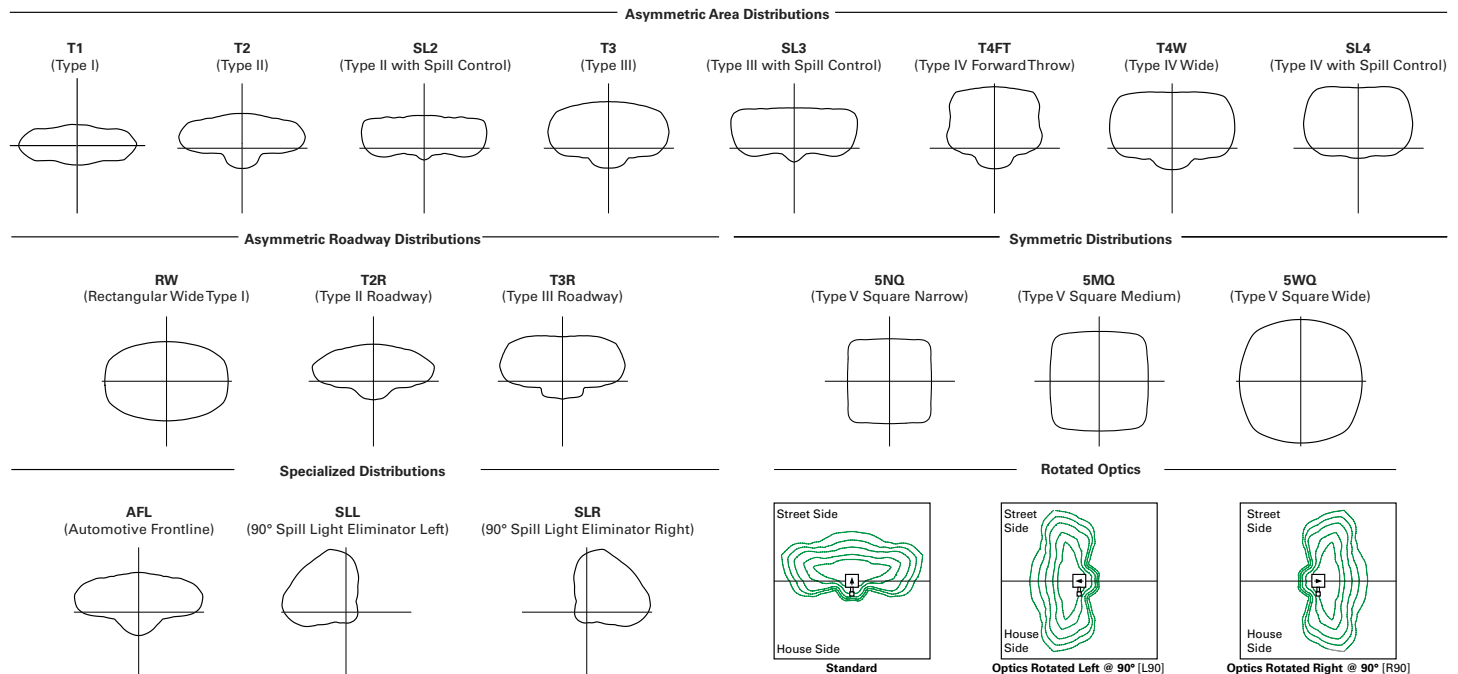 Asymmetric Area Distributions
T1
(Type I)
T2
(Type II)
SL2
(Type II with Spill Control)
T3
(Type III)
SL3
(Type III with Spill Control)
T4FT
(Type IV Forward Throw)
T4W
(Type IV Wide)
SL4
(Type IV with Spill Control)
Asymmetric Roadway Distributions
RW
(Rectangular Wide Type I)
T2R
(Type II Roadway)
T3R
(Type III Roadway)
Symmetric Distributions
5NQ
(Type V Square Narrow)
5MQ
(Type V Square Medium)
5WQ
(Type V Square Wide)
Specialized Distributions
AFL
(Automotive Frontline)
SLL
(90° Spill Light Eliminator Left)
SLR
(90° Spill Light Eliminator Right)
Rotated Optics
Street Side
House Side
Standard
Street
Side
House
Side
Optics Rotated Left @ 90° [L90]
Street
Side
House
Side
Optics Rotated Right @ 90° [R90]